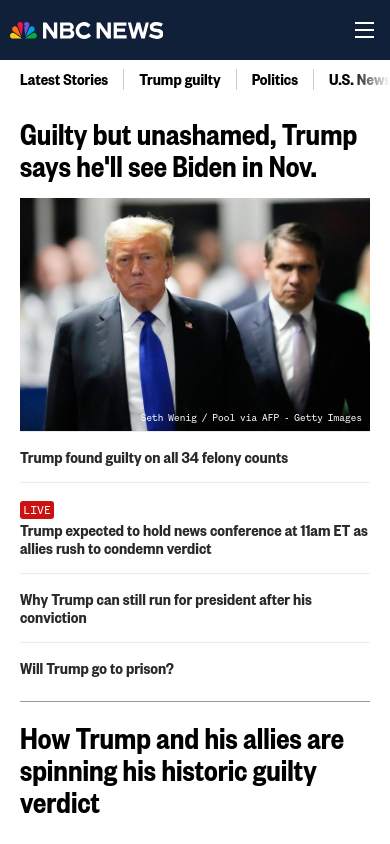 NBC NEWS
Latest Stories
Trump guilty
Politics
U.S. News
Guilty but unashamed, Trump
says he'll see Biden in Nov.
Seth Wenig / Pool via AFP - Getty Images
Trump found guilty on all 34 felony counts
LIVE
Trump expected to hold news conference at 11am ET as
allies rush to condemn verdict
Why Trump can still run for president after his
conviction
Will Trump go to prison?
How Trump and his allies are
spinning his historic guilty
verdict